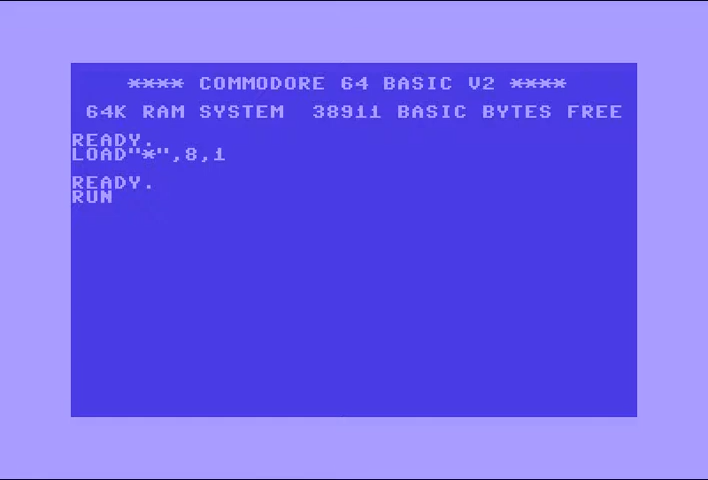 **** COMMODORE 64 BASIC V2 ****
64K RAM SYSTEM  38911 BASIC BYTES FREE
READY.
LOAD"*",8,1
READY.
RUN